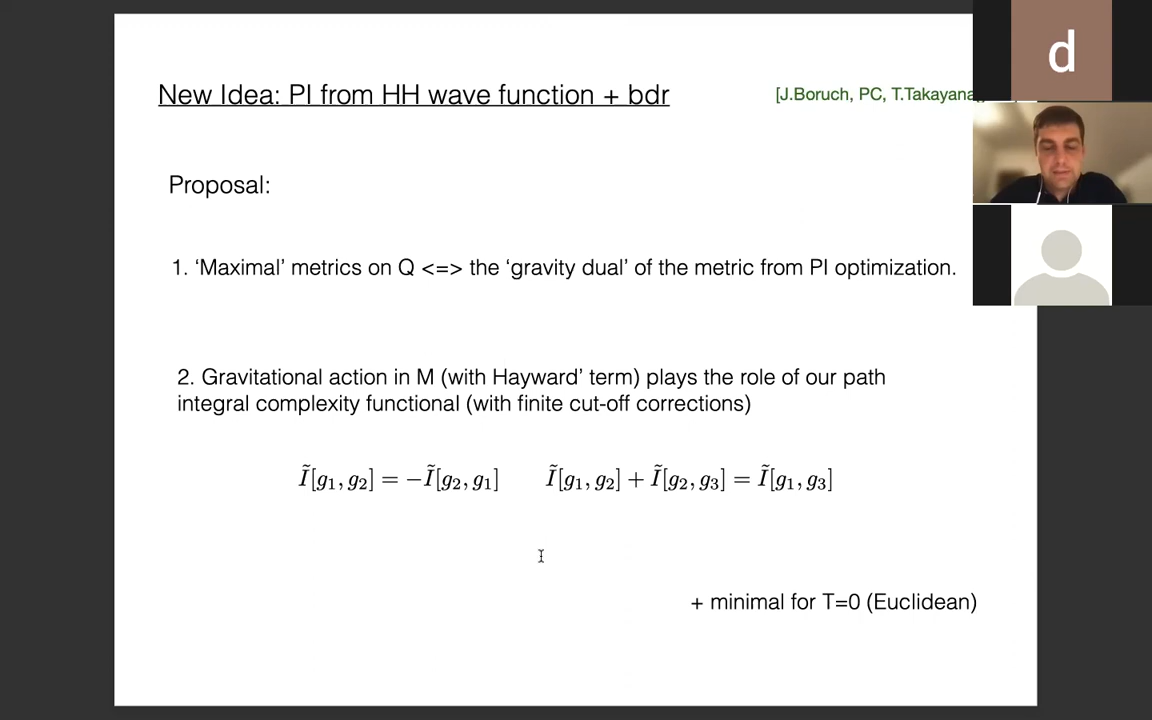 New Idea: PI from HH wave function + bdr
[J.Boruch, PC, T.Takayana
d
Proposal:
1. ‘Maximal’ metrics on Q <=> the ‘gravity dual’ of the metric from PI optimization.
2. Gravitational action in M (with Hayward’ term) plays the role of our path
integral complexity functional (with finite cut-off corrections)
Ĩ[g₁, g₂] = −Ĩ[g₂, g₁] Ĩ[g₁, g₂] + Ĩ[g₂, g₃] = Ĩ[g₁, g₃]
+ minimal for T=0 (Euclidean)